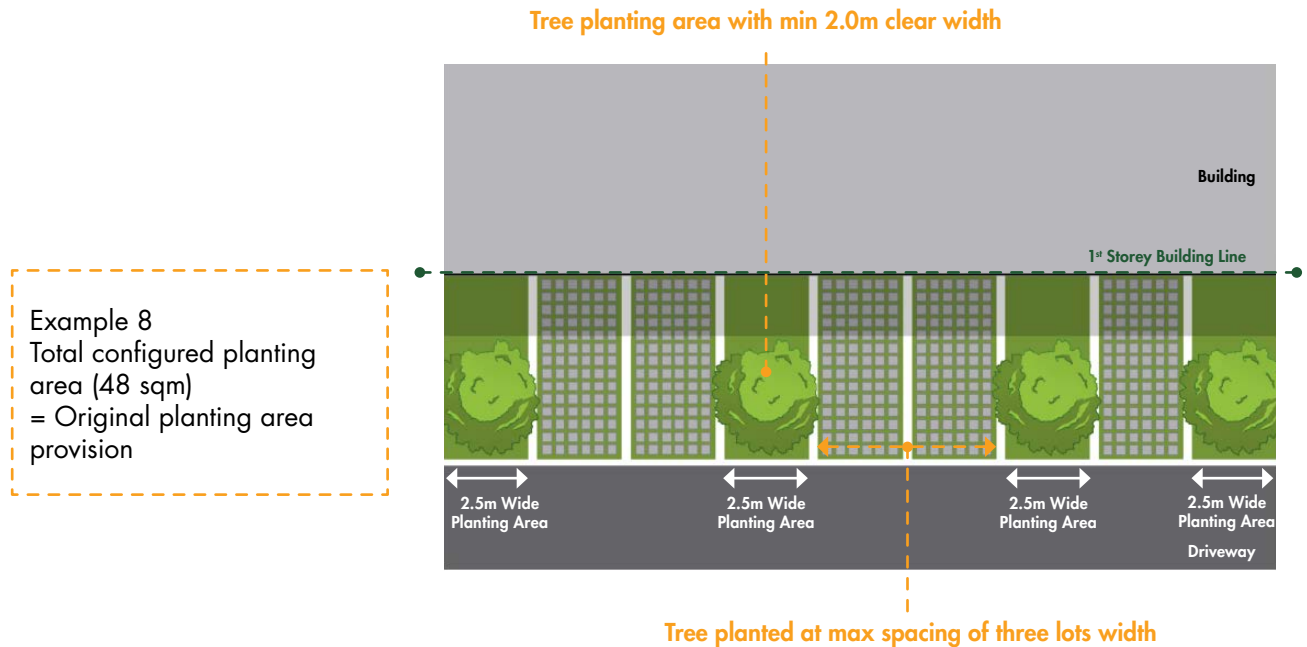 Tree planting area with min 2.0m clear width
Building
1st Storey Building Line
Example 8
Total configured planting
area (48 sqm)
= Original planting area
provision
2.5m Wide
Planting Area
2.5m Wide
Planting Area
2.5m Wide
Planting Area
2.5m Wide
Planting Area
Driveway
Tree planted at max spacing of three lots width